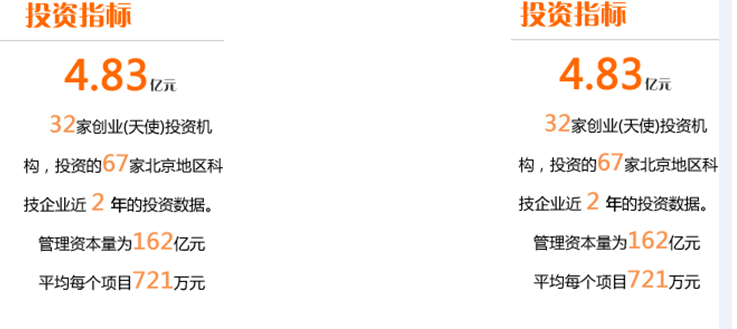 投资指标
4.83亿元
32家创业(天使)投资机
构，投资的67家北京地区科
技企业近 2 年的投资数据。
管理资本量为162亿元
平均每个项目721万元
投资指标
4.83亿元
32家创业(天使)投资机
构，投资的67家北京地区科
技企业近 2 年的投资数据。
管理资本量为162亿元
平均每个项目721万元